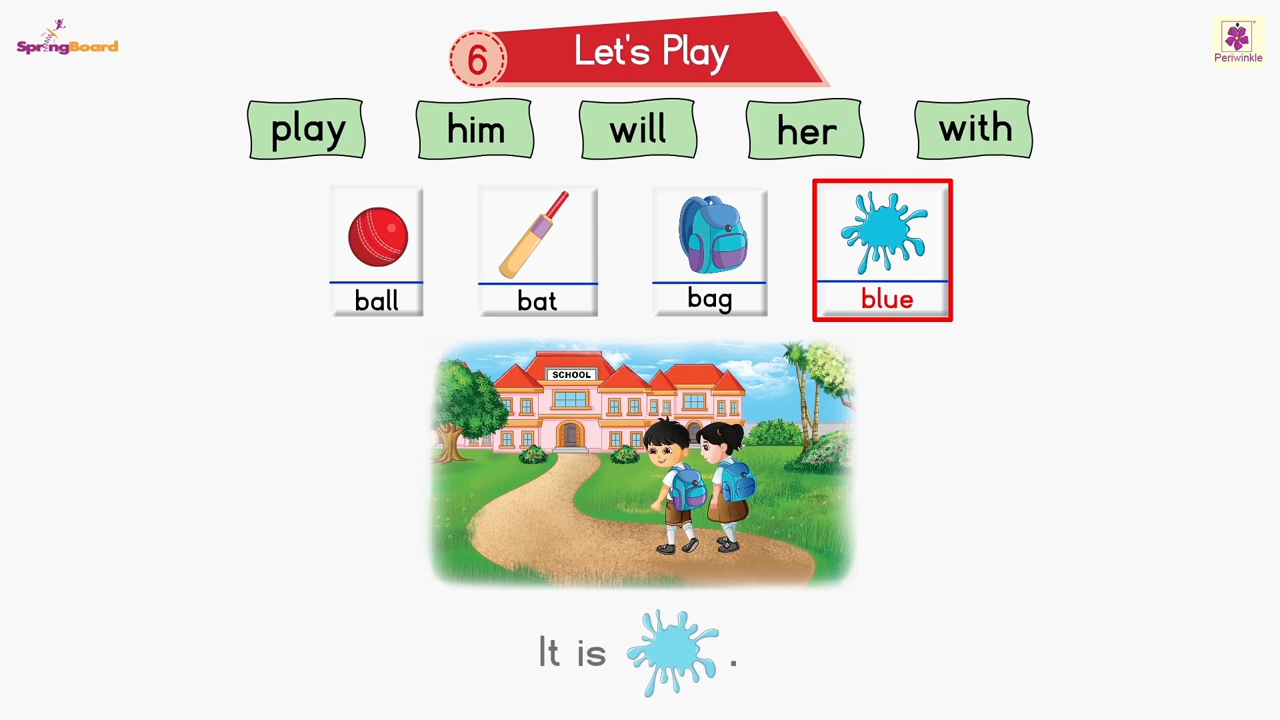 SpringBoard
6 Let's Play
Periwinkle
play him will her with
ball bat bag blue
SCHOOL
It is .